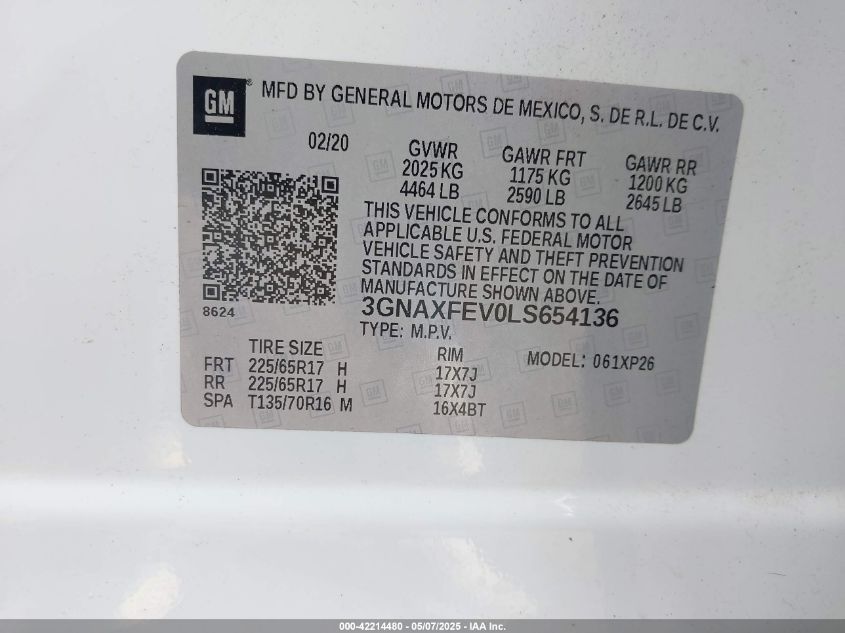 GM ® MFD BY GENERAL MOTORS DE MEXICO, S. DE R.L. DE C.V.
02/20 GVWR GAWR FRT GAWR RR
2025 KG 1175 KG 1200 KG
4464 LB 2590 LB 2645 LB
THIS VEHICLE CONFORMS TO ALL
APPLICABLE U.S. FEDERAL MOTOR
VEHICLE SAFETY AND THEFT PREVENTION
STANDARDS IN EFFECT ON THE DATE OF
MANUFACTURE SHOWN ABOVE.
8624 3GNAXFEV0LS654136
TYPE: M.P.V.
TIRE SIZE RIM MODEL: 061XP26
FRT 225/65R17 H 17X7J
RR 225/65R17 H 17X7J
SPA T135/70R16 M 16X4BT
000-42214480 - 05/07/2025 - IAA Inc.